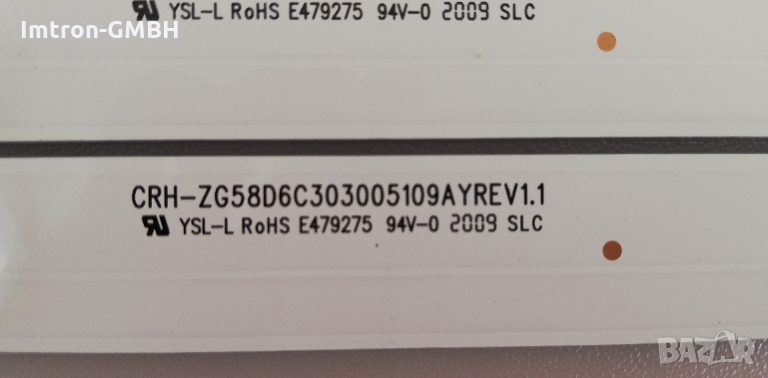 YSL-L RoHS E479275 94V-0 2009 SLC
Imtron-GMBH
CRH-ZG58D6C303005109AYREV1.1
YSL-L RoHS E479275 94V-0 2009 SLC
BAZAR